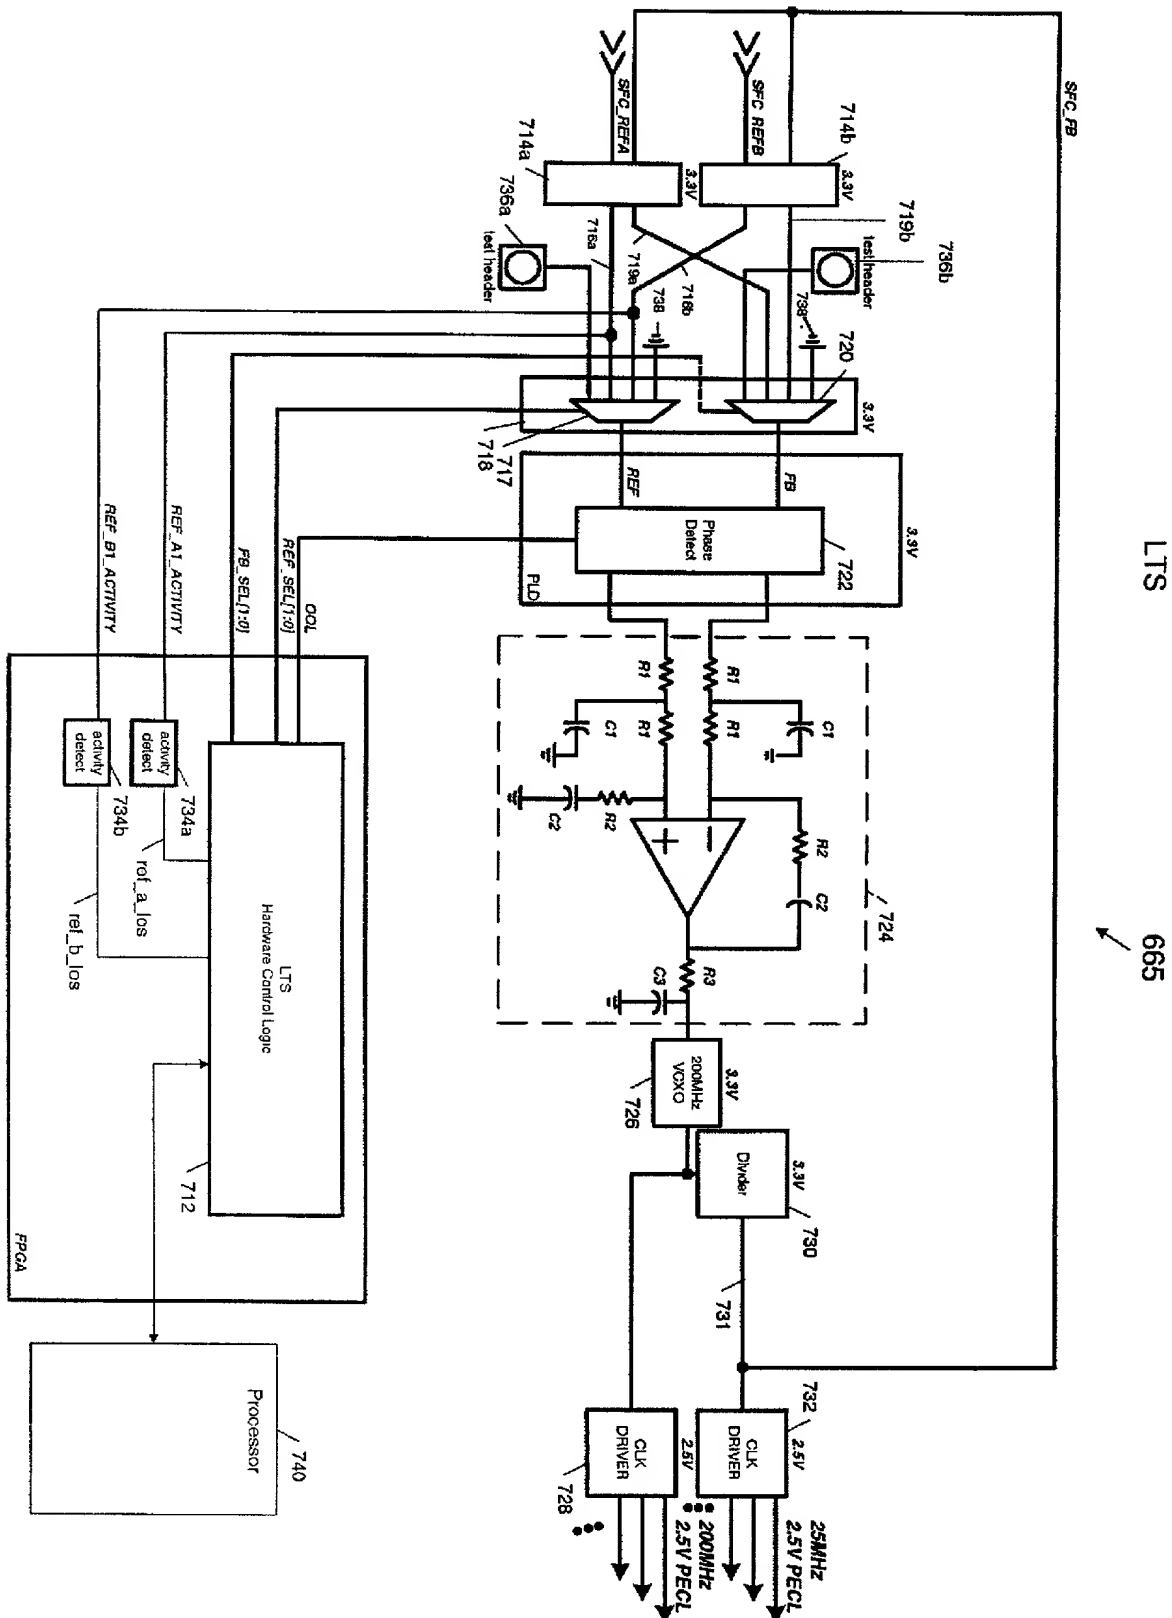 LTS
665
SFC_FB
SFC_REFB
SFC_REFA
714b
3.3V
714a
3.3V
719b
736b
test header
736a
test header
716a
719a
716b
738
738
720
3.3V
717
718
REF
FB
3.3V
Phase
Detect
722
PLD
REF_B1_ACTIVITY
REF_A1_ACTIVITY
FB_SEL[1:0]
REF_SEL[1:0]
OOL
R1
R1
R1
R1
C1
C1
R2
C2
R2
C2
R3
C3
724
3.3V
200MHz
VCXO
726
3.3V
Divider
730
731
732
2.5V
CLK
DRIVER
2.5V
CLK
DRIVER
728
25MHz
2.5V PECL
200MHz
2.5V PECL
activity
detect
734a
activity
detect
734b
rof_a_los
ref_b_los
LTS
Hardware Control Logic
712
FPGA
Processor
740